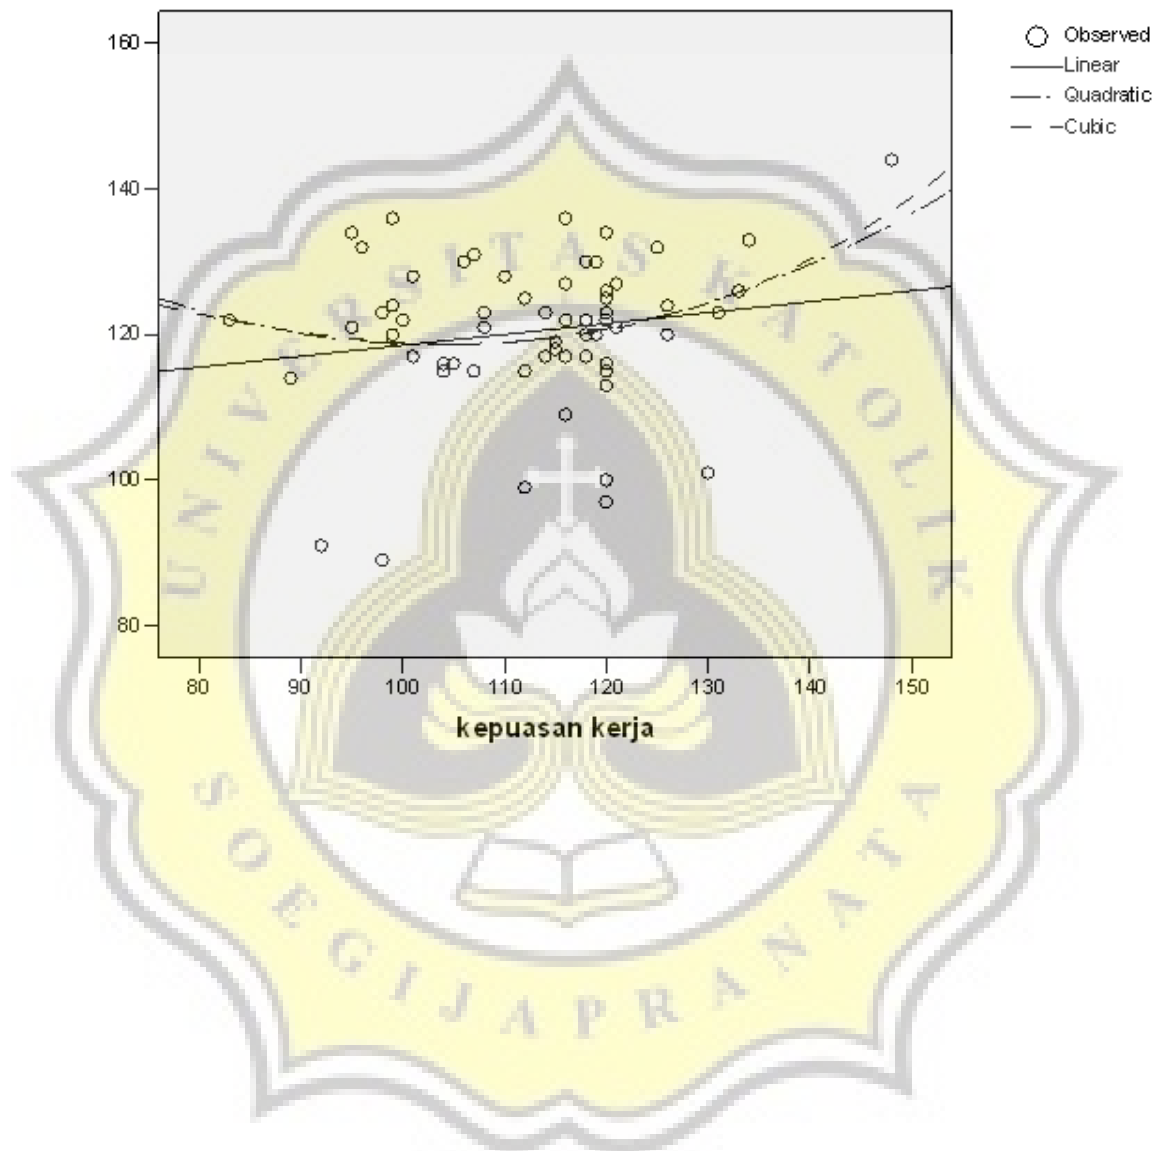 160
140
120
100
80
80 90 100 110 120 130 140 150
kepuasan kerja
Observed
Linear
Quadratic
Cubic
UNIVERSITAS KATOLIK
SOEGIJAPRANATA